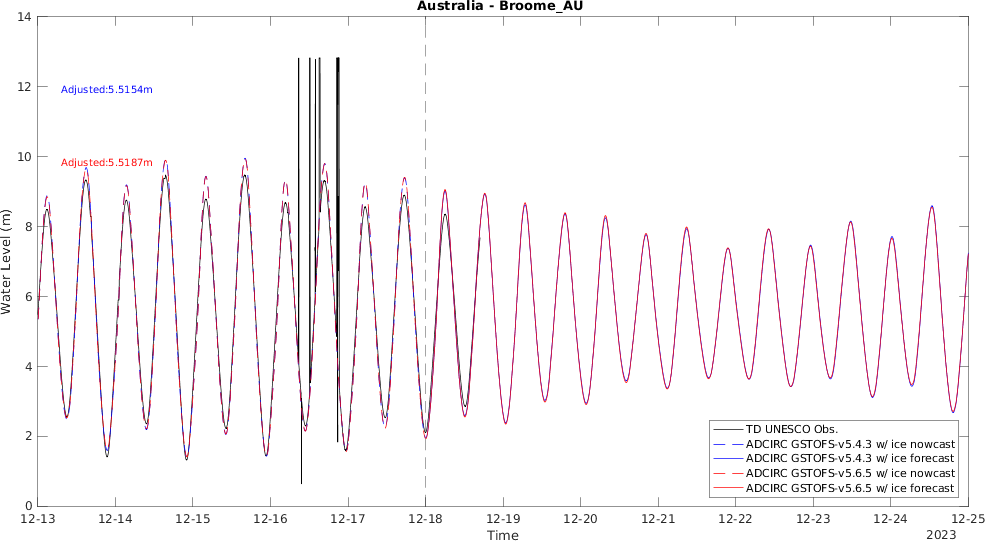 Australia - Broome_AU
14
12
10
8
6
4
2
0
Water Level (m)
Adjusted:5.5154m
Adjusted:5.5187m
TD UNESCO Obs.
ADCIRC GSTOFS-v5.4.3 w/ ice nowcast
ADCIRC GSTOFS-v5.4.3 w/ ice forecast
ADCIRC GSTOFS-v5.6.5 w/ ice nowcast
ADCIRC GSTOFS-v5.6.5 w/ ice forecast
12-13 12-14 12-15 12-16 12-17 12-18 12-19 12-20 12-21 12-22 12-23 12-24 12-25
Time
2023